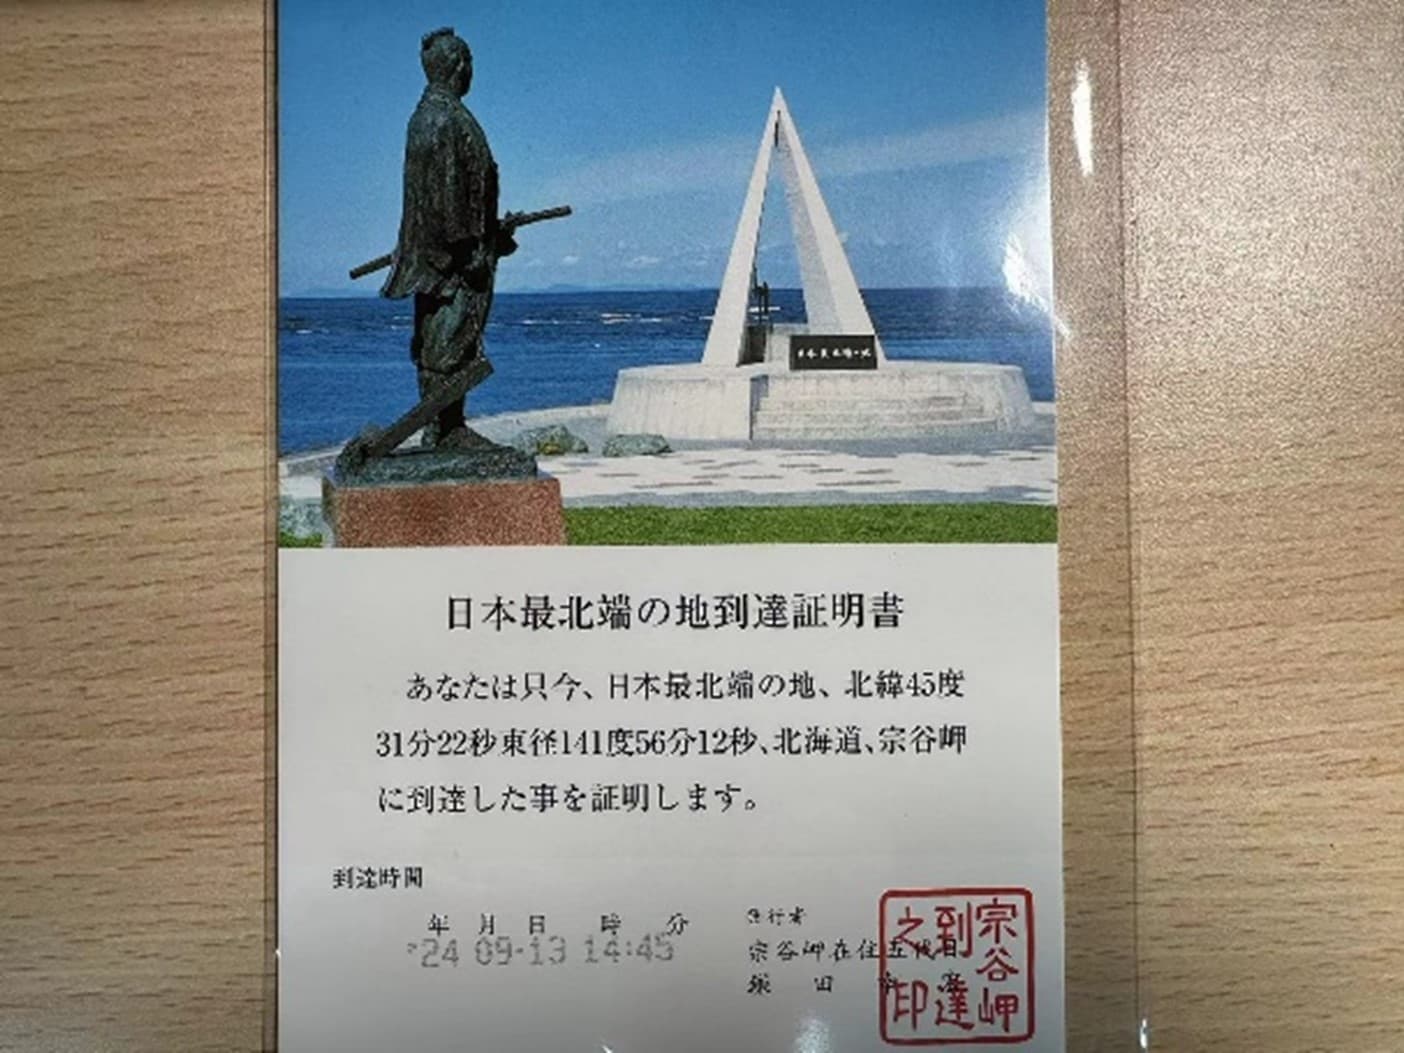 日本最北端の地
日本最北端の地到達証明書
あなたは只今、日本最北端の地、北緯45度
31分22秒東径141度56分12秒、北海道、宗谷岬
に到達した事を証明します。
到達時間
年 月 日 時 分
'24 09-13 14:45
発行者
宗谷岬在住五代目
田
宗谷岬
到達
之印